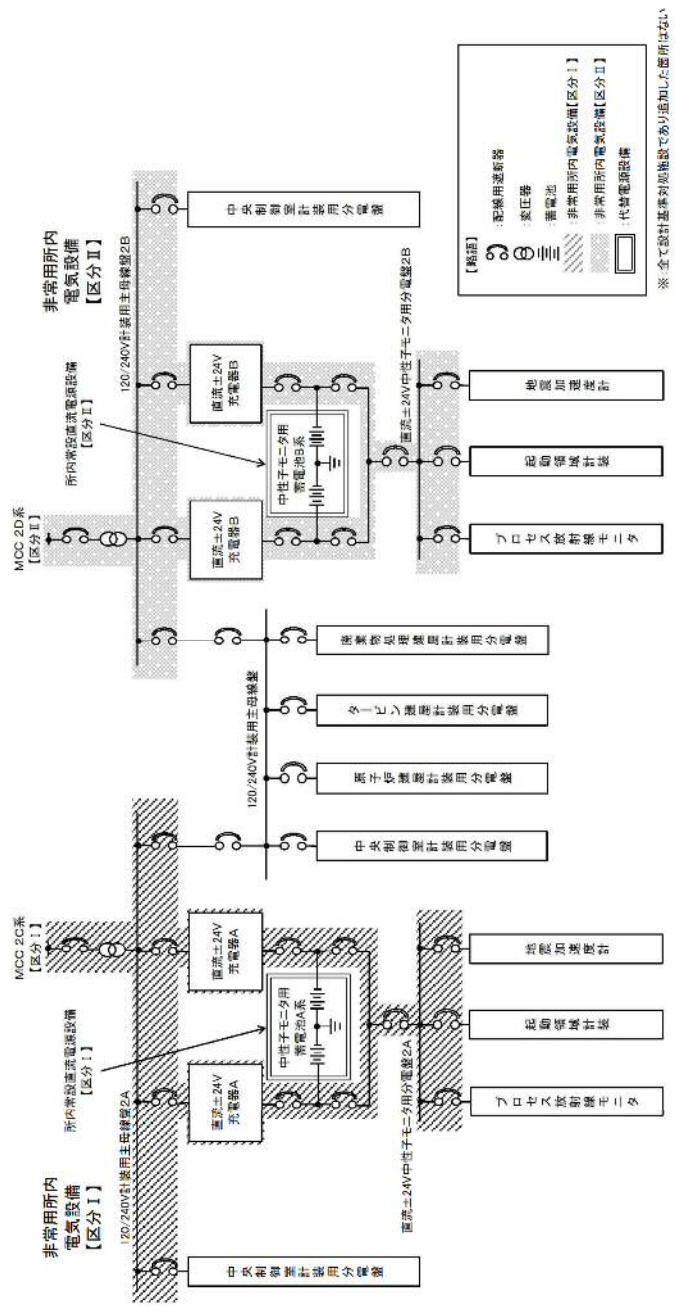 非常用所内
電気設備
【区分Ⅰ】
所内常設直流電源設備
【区分Ⅰ】
MCC 2C系
【区分Ⅰ】
120/240V計装用主母線盤2A
直流±24V
充電器A
直流±24V
充電器A
中性子モニタ用
蓄電池A系
直流±24V中性子モニタ用分電盤2A
中央制御室計装用分電盤
プロセス放射線モニタ
起動領域計装
地震加速度計
120/240V計装用主母線盤
中央制御室計装用分電盤
原子炉建屋計装用分電盤
タービン建屋計装用分電盤
廃棄物処理建屋計装用分電盤
MCC 2D系
【区分Ⅱ】
所内常設直流電源設備
【区分Ⅱ】
非常用所内
電気設備
【区分Ⅱ】
120/240V計装用主母線盤2B
直流±24V
充電器B
直流±24V
充電器B
中性子モニタ用
蓄電池B系
直流±24V中性子モニタ用分電盤2B
中央制御室計装用分電盤
プロセス放射線モニタ
起動領域計装
地震加速度計
【略語】
:配線用遮断器
:変圧器
:蓄電池
:非常用所内電気設備【区分Ⅰ】
:非常用所内電気設備【区分Ⅱ】
:代替電源設備
※:全て設計基準対処施設であり追加した箇所はない